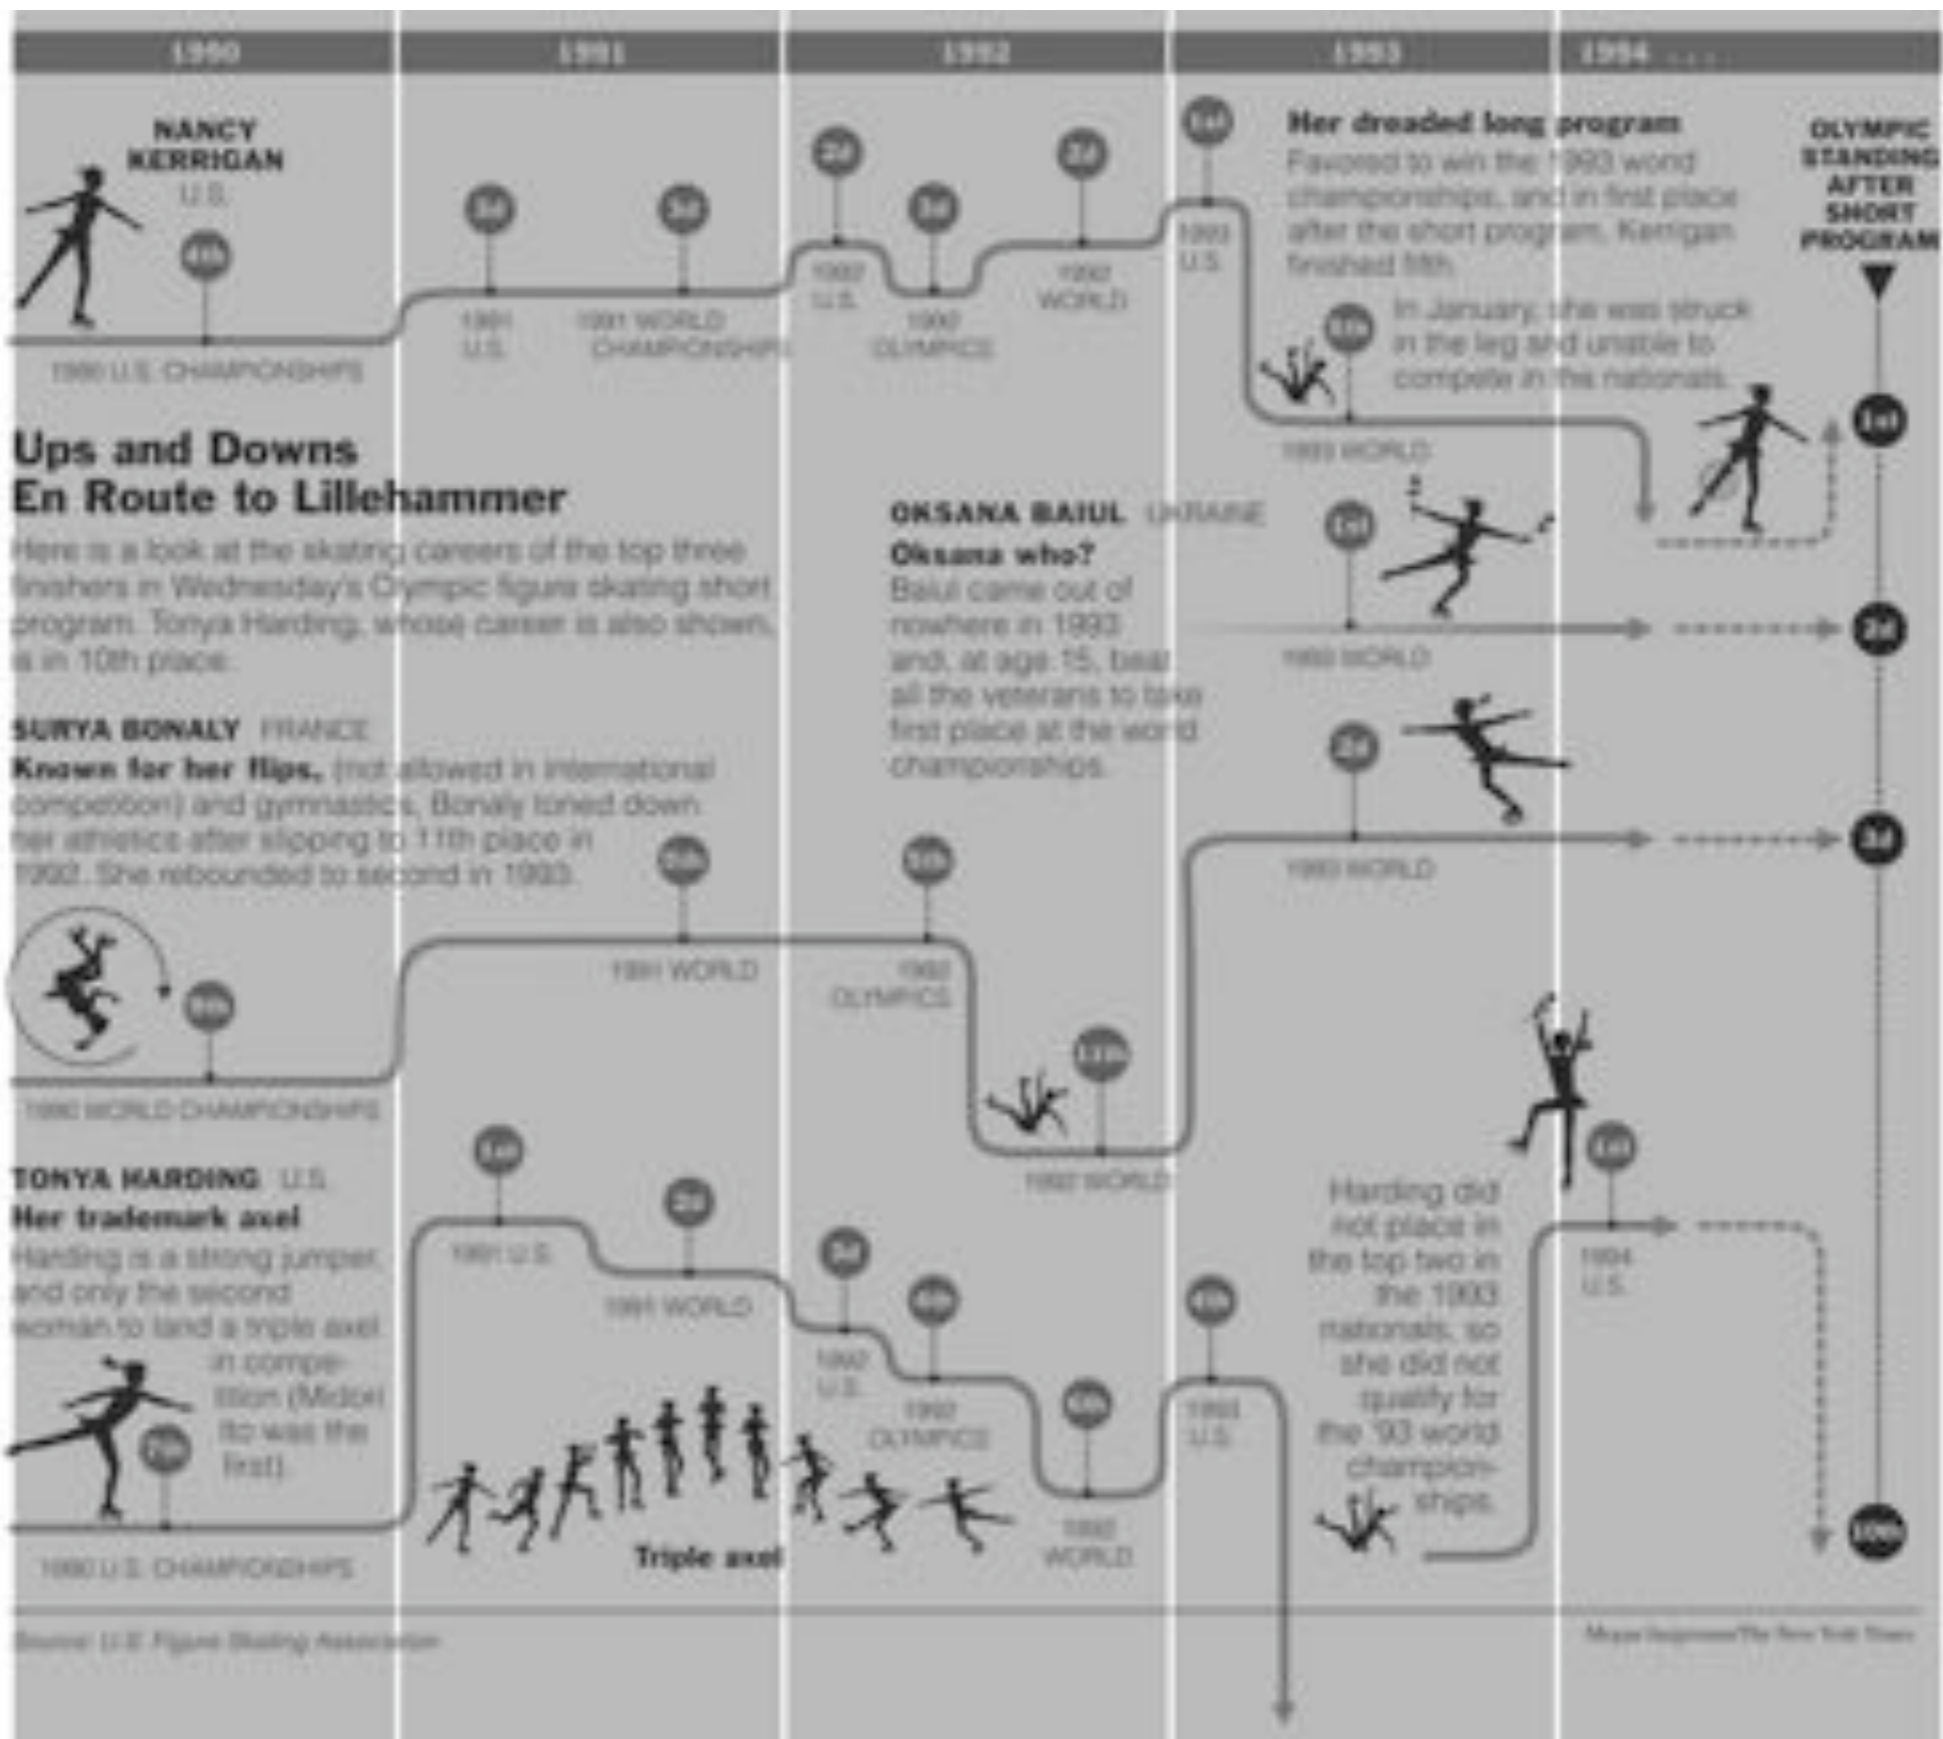 1990 1991 1992 1993 1994 ...
NANCY
KERRIGAN
U.S.
4th
1990 U.S. CHAMPIONSHIPS
3d
1991
U.S.
3d
1991 WORLD
CHAMPIONSHIPS
2d
1992
U.S.
3d
1992
OLYMPICS
2d
1992
WORLD
1st
1993
U.S.
Her dreaded long program
Favored to win the 1993 world
championships, and in first place
after the short program, Kerrigan
finished fifth.
5th
1993 WORLD
In January, she was struck
in the leg and unable to
compete in the nationals.
OLYMPIC
STANDING
AFTER
SHORT
PROGRAM
1st
2d
3d
10th
Ups and Downs
En Route to Lillehammer
Here is a look at the skating careers of the top three
finishers in Wednesday's Olympic figure skating short
program. Tonya Harding, whose career is also shown,
is in 10th place.
OKSANA BAIUL UKRAINE
Oksana who?
Baiul came out of
nowhere in 1993
and, at age 15, beat
all the veterans to take
first place at the world
championships.
1st
1993 WORLD
SURYA BONALY FRANCE
Known for her flips, (not allowed in international
competition) and gymnastics, Bonaly toned down
her athletics after slipping to 11th place in
1992. She rebounded to second in 1993.
1990 WORLD CHAMPIONSHIPS
1991 WORLD
5th
1992
OLYMPICS
11th
1992 WORLD
2d
1993 WORLD
TONYA HARDING U.S.
Her trademark axel
Harding is a strong jumper,
and only the second
woman to land a triple axel
in compe-
tition (Midori
Ito was the
first).
7th
1990 U.S. CHAMPIONSHIPS
1st
1991 U.S.
2d
1991 WORLD
3d
1992
U.S.
4th
1992
OLYMPICS
6th
1992
WORLD
4th
1993
U.S.
Triple axel
Harding did
not place in
the top two in
the 1993
nationals, so
she did not
qualify for
the '93 world
champion-
ships.
1st
1994
U.S.
Source: U.S. Figure Skating Association
The New York Times